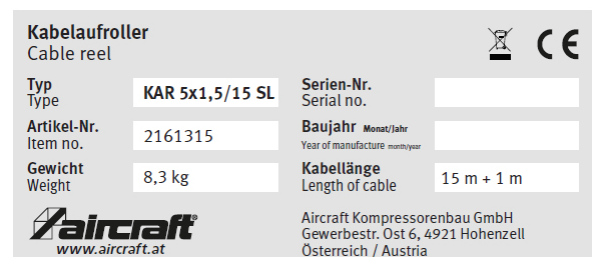 Kabelaufroller
Cable reel
CE
Typ
Type
KAR 5x1,5/15 SL
Serien-Nr.
Serial no.
Artikel-Nr.
Item no.
2161315
Baujahr Monat/Jahr
Year of manufacture month/year
Gewicht
Weight
8,3 kg
Kabellänge
Length of cable
15 m + 1 m
aircraft
www.aircraft.at
Aircraft Kompressorenbau GmbH
Gewerbestr. Ost 6, 4921 Hohenzell
Österreich / Austria